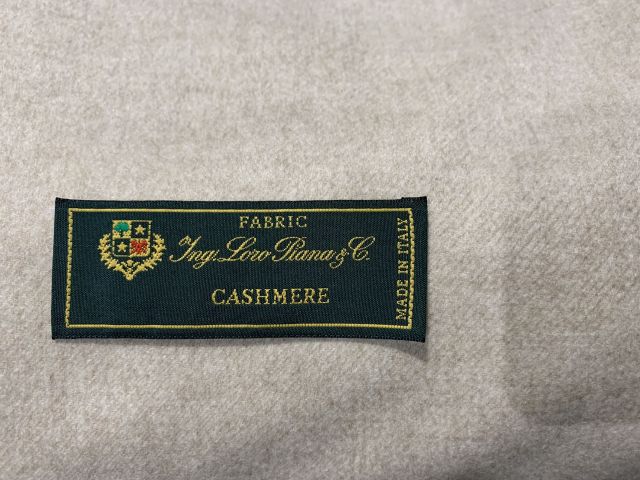 FABRIC
Ing. Loro Piana & C.
CASHMERE
MADE IN ITALY